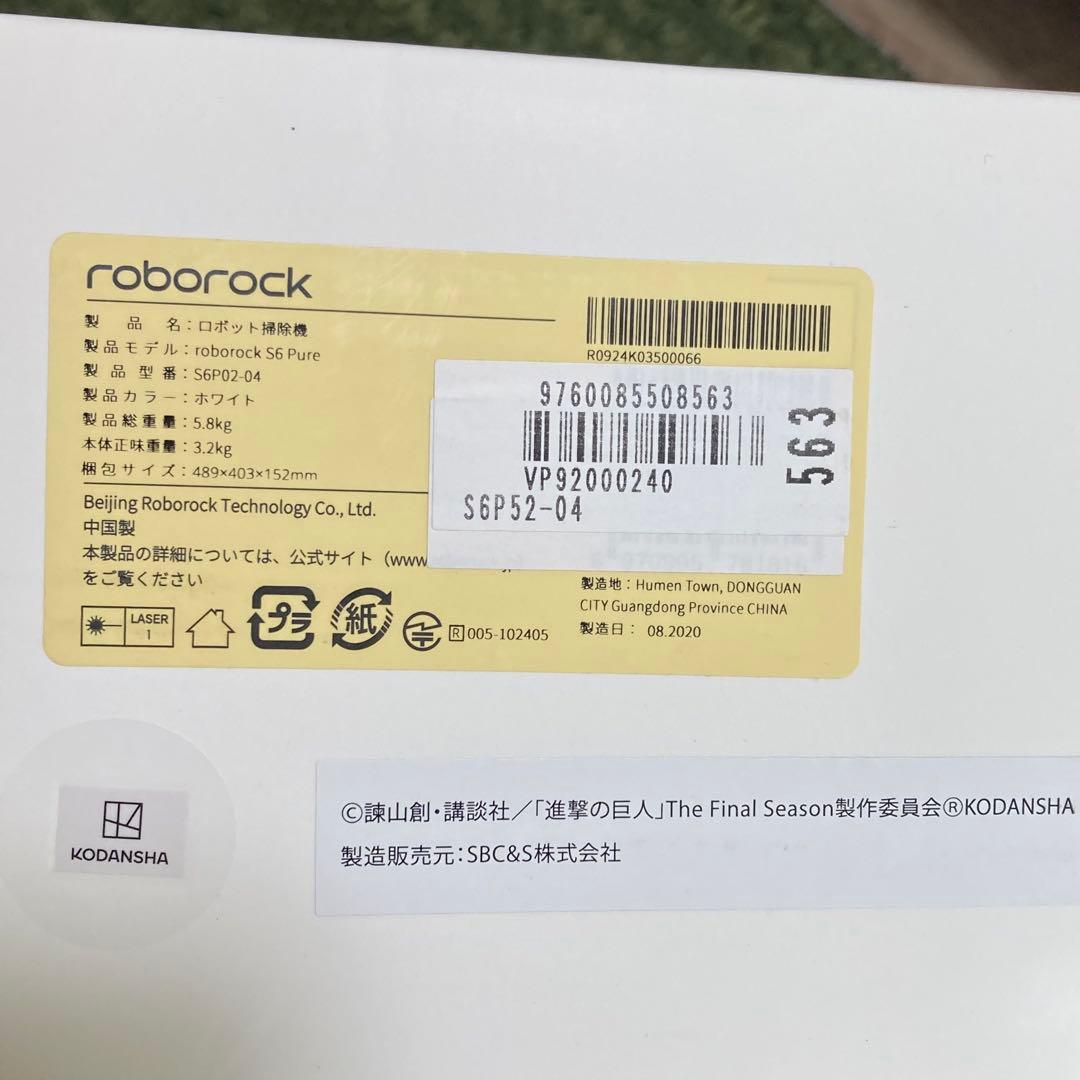 roborock
製品名：ロボット掃除機
製品モデル：roborock S6 Pure
製品型番：S6P02-04
製品カラー：ホワイト
製品総重量：5.8kg
本体正味重量：3.2kg
梱包サイズ：489×403×152mm
R0924K03500066
9760085508563
VP92000240
S6P52-04
563
Beijing Roborock Technology Co., Ltd.
中国製
本製品の詳細については、公式サイト（www
をご覧ください
LASER
1
プラ
紙
R 005-102405
製造地：Humen Town, DONGGUAN
CITY Guangdong Province CHINA
製造日： 08.2020
KODANSHA
©諫山創・講談社／「進撃の巨人」The Final Season製作委員会®KODANSHA
製造販売元：SBC&S株式会社